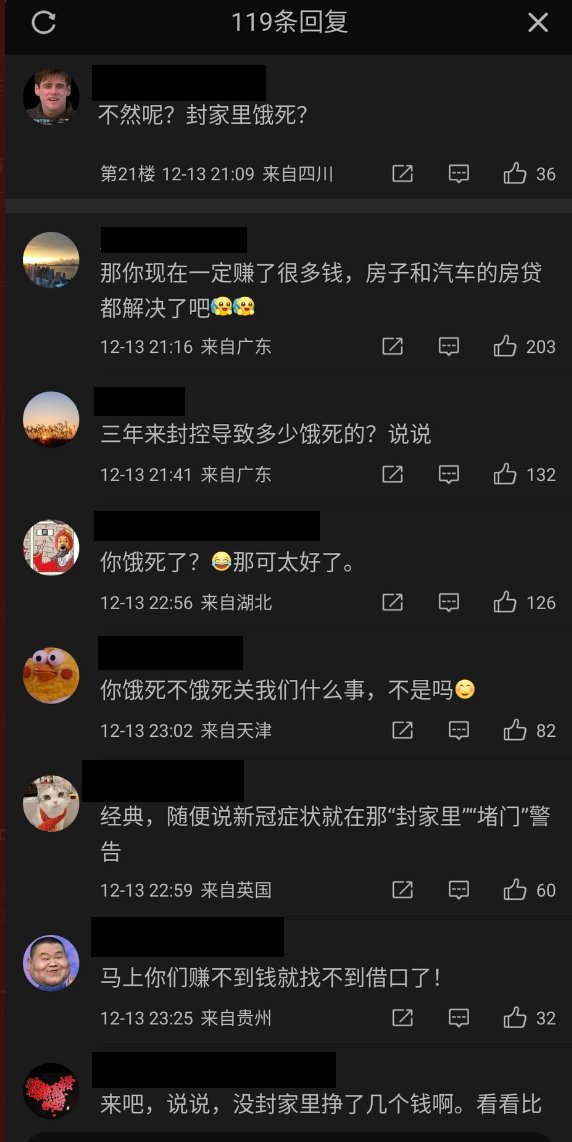 119条回复
不然呢？封家里饿死？
第21楼 12-13 21:09 来自四川 36
那你现在一定赚了很多钱，房子和汽车的房贷
都解决了吧🥳🥳
12-13 21:16 来自广东 203
三年来封控导致多少饿死的？说说
12-13 21:41 来自广东 132
你饿死了？😂那可太好了。
12-13 22:56 来自湖北 126
你饿死不饿死关我们什么事，不是吗😊
12-13 23:02 来自天津 82
经典，随便说新冠症状就在那“封家里”“堵门”警
告
12-13 22:59 来自英国 60
马上你们赚不到钱就找不到借口了！
12-13 23:25 来自贵州 32
来吧，说说，没封家里挣了几个钱啊。看看比